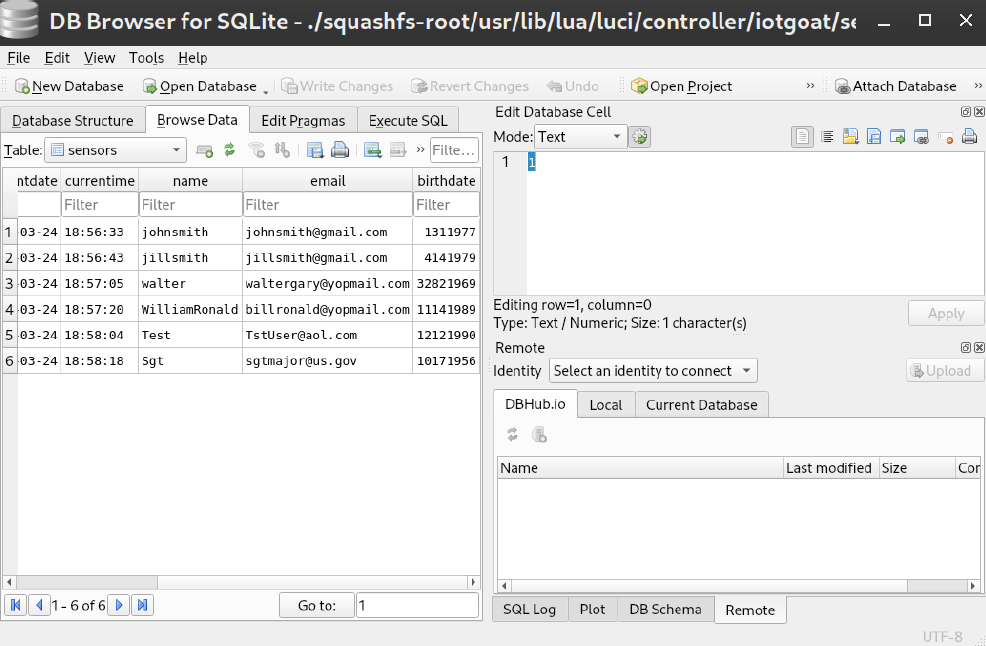 DB Browser for SQLite - ./squashfs-root/usr/lib/lua/luci/controller/iotgoat/se
File Edit View Tools Help
New Database Open Database Write Changes Revert Changes Undo Open Project » Attach Database »
Database Structure Browse Data Edit Pragmas Execute SQL
Table: sensors » Filte...
ntdate currentime name email birthdate
Filter Filter Filter Filter
1 -03-24 18:56:33 johnsmith johnsmith@gmail.com 1311977
2 -03-24 18:56:43 jillsmith jillsmith@gmail.com 4141979
3 -03-24 18:57:05 walter waltergary@yopmail.com 32821969
4 -03-24 18:57:20 WilliamRonald billronald@yopmail.com 11141989
5 -03-24 18:58:04 Test TstUser@aol.com 12121990
6 -03-24 18:58:18 Sgt sgtmajor@us.gov 10171956
1 - 6 of 6 Go to: 1
Edit Database Cell
Mode: Text
1 1
Editing row=1, column=0
Type: Text / Numeric; Size: 1 character(s)
Apply
Remote
Identity Select an identity to connect Upload
DBHub.io Local Current Database
Name Last modified Size Cor
SQL Log Plot DB Schema Remote
UTF-8